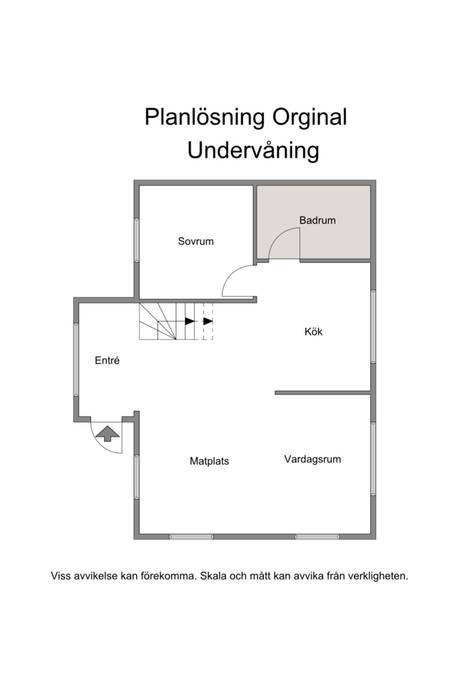 Planlösning Orginal
Undervåning
Badrum
Sovrum
Kök
Entré
Matplats
Vardagsrum
Viss avvikelse kan förekomma. Skala och mått kan avvika från verkligheten.